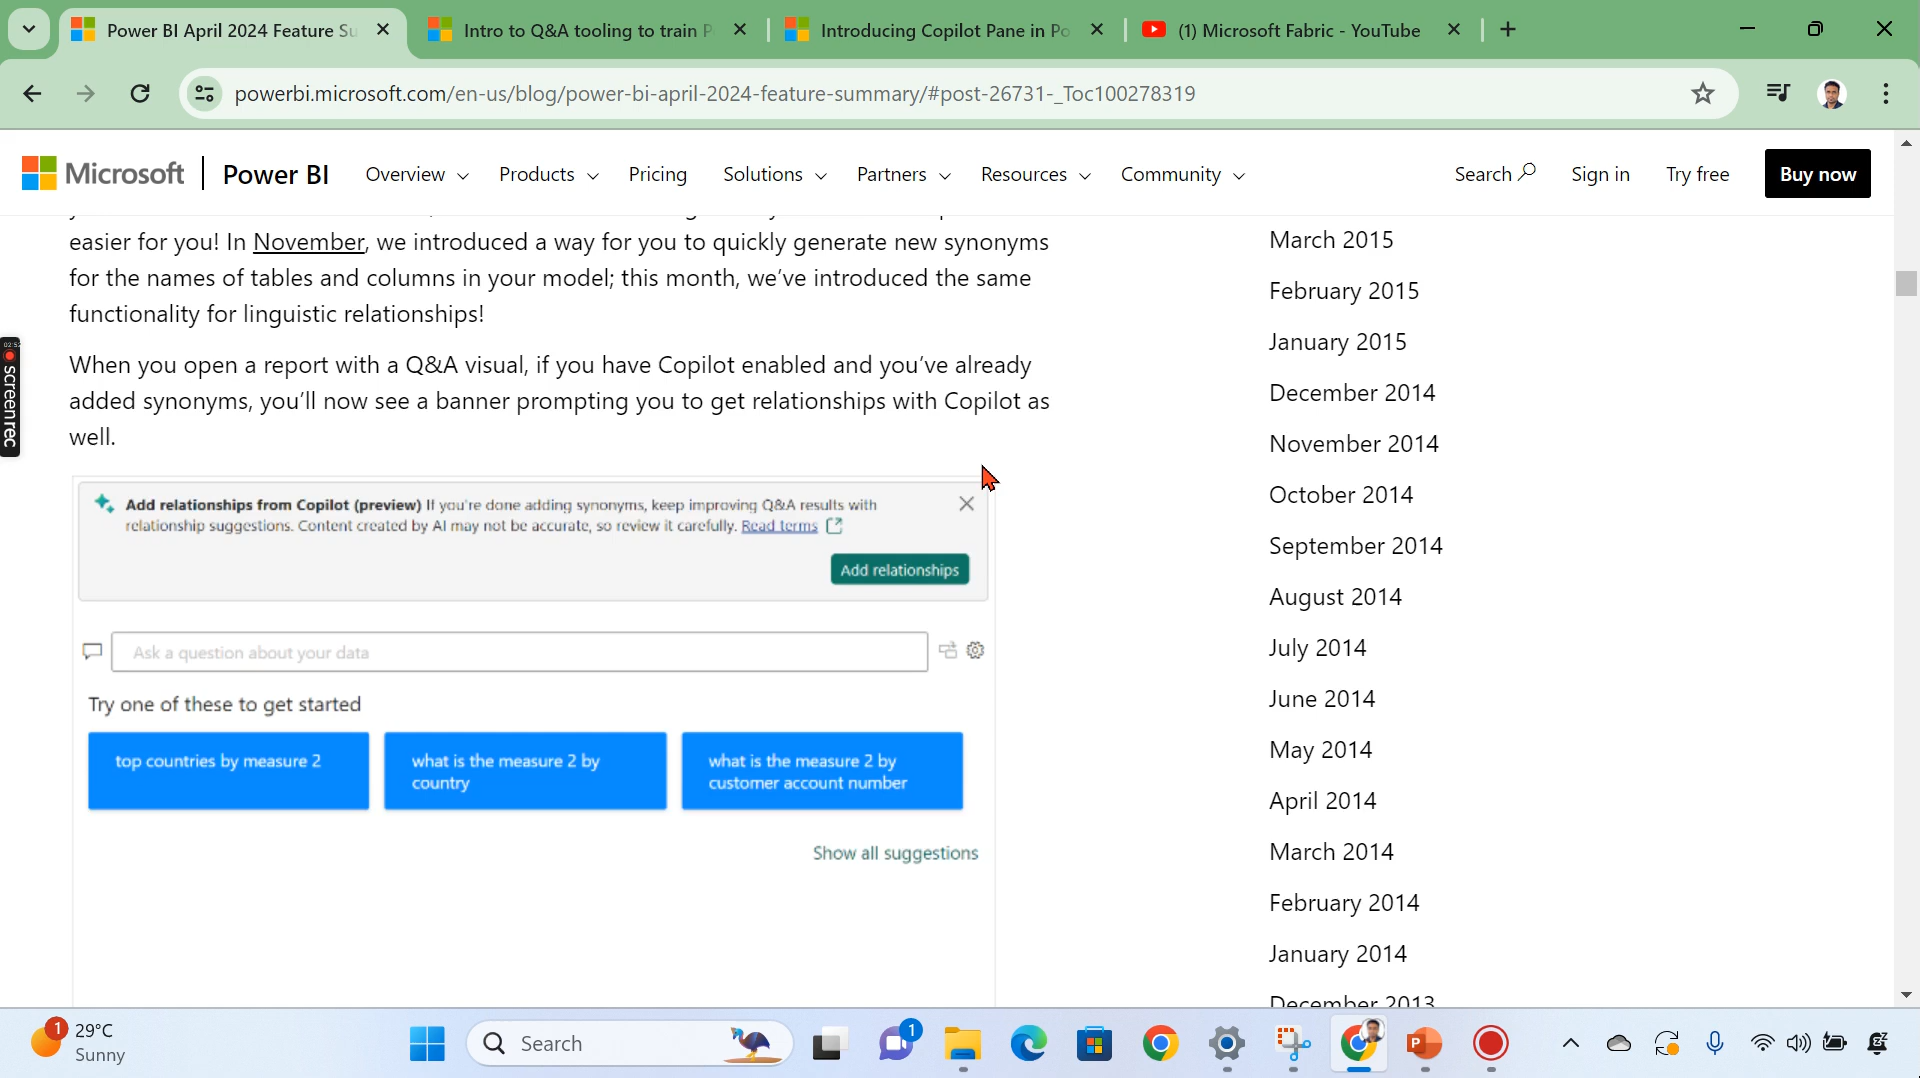 Power BI April 2024 Feature Su
Intro to Q&A tooling to train P
Introducing Copilot Pane in Po
(1) Microsoft Fabric - YouTube
powerbi.microsoft.com/en-us/blog/power-bi-april-2024-feature-summary/#post-26731-_Toc100278319
Microsoft
Power BI
Overview
Products
Pricing
Solutions
Partners
Resources
Community
Search
Sign in
Try free
Buy now
easier for you! In November, we introduced a way for you to quickly generate new synonyms
for the names of tables and columns in your model; this month, we've introduced the same
functionality for linguistic relationships!
When you open a report with a Q&A visual, if you have Copilot enabled and you've already
added synonyms, you'll now see a banner prompting you to get relationships with Copilot as
well.
Add relationships from Copilot (preview) If you're done adding synonyms, keep improving Q&A results with
relationship suggestions. Content created by AI may not be accurate, so review it carefully. Read terms
Add relationships
Ask a question about your data
Try one of these to get started
top countries by measure 2
what is the measure 2 by
country
what is the measure 2 by
customer account number
Show all suggestions
March 2015
February 2015
January 2015
December 2014
November 2014
October 2014
September 2014
August 2014
July 2014
June 2014
May 2014
April 2014
March 2014
February 2014
January 2014
December 2013
screenrec
1
29°C
Sunny
Search
1
P